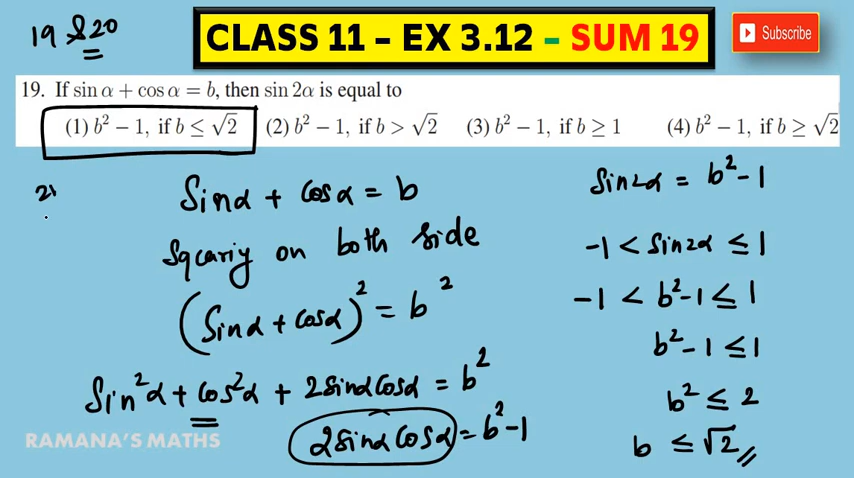 19 & 20
CLASS 11 – EX 3.12 – SUM 19
Subscribe
19. If sin α + cos α = b, then sin 2α is equal to
(1) b² − 1, if b ≤ √2 (2) b² − 1, if b > √2 (3) b² − 1, if b ≥ 1 (4) b² − 1, if b ≥ √2
21
Sinα + cosα = b
Squariy on both side
(Sinα + cosα)² = b²
Sin²α + cos²α + 2sinαcosα = b²
2sinαcosα = b² - 1
Sin2α = b² - 1
-1 < Sin2α ≤ 1
-1 < b² - 1 ≤ 1
b² - 1 ≤ 1
b² ≤ 2
b ≤ √2 //
RAMANA'S MATHS